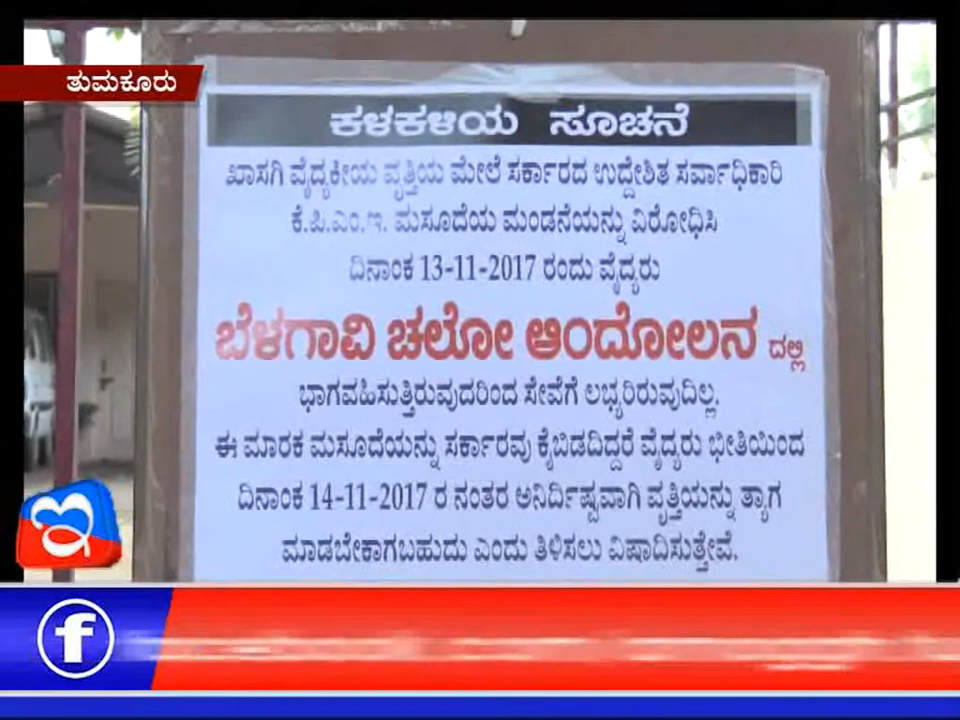 ತುಮಕೂರು
ಕಳಕಳಿಯ ಸೂಚನೆ
ಖಾಸಗಿ ವೈದ್ಯಕೀಯ ವೃತ್ತಿಯ ಮೇಲೆ ಸರ್ಕಾರದ ಉದ್ದೇಶಿತ ಸರ್ವಾಧಿಕಾರಿ
ಕೆ.ಪಿ.ಎಂ.ಇ. ಮಸೂದೆಯ ಮಂಡನೆಯನ್ನು ವಿರೋಧಿಸಿ
ದಿನಾಂಕ 13-11-2017 ರಂದು ವೈದ್ಯರು
ಬೆಳಗಾವಿ ಚಲೋ ಆಂದೋಲನ ದಲ್ಲಿ
ಭಾಗವಹಿಸುತ್ತಿರುವುದರಿಂದ ಸೇವೆಗೆ ಲಭ್ಯರಿರುವುದಿಲ್ಲ.
ಈ ಮಾರಕ ಮಸೂದೆಯನ್ನು ಸರ್ಕಾರವು ಕೈಬಿಡದಿದ್ದರೆ ವೈದ್ಯರು ಭೀತಿಯಿಂದ
ದಿನಾಂಕ 14-11-2017 ರ ನಂತರ ಅನಿರ್ದಿಷ್ಟವಾಗಿ ವೃತ್ತಿಯನ್ನು ತ್ಯಾಗ
ಮಾಡಬೇಕಾಗಬಹುದು ಎಂದು ತಿಳಿಸಲು ವಿಷಾದಿಸುತ್ತೇವೆ.
ಇ
f